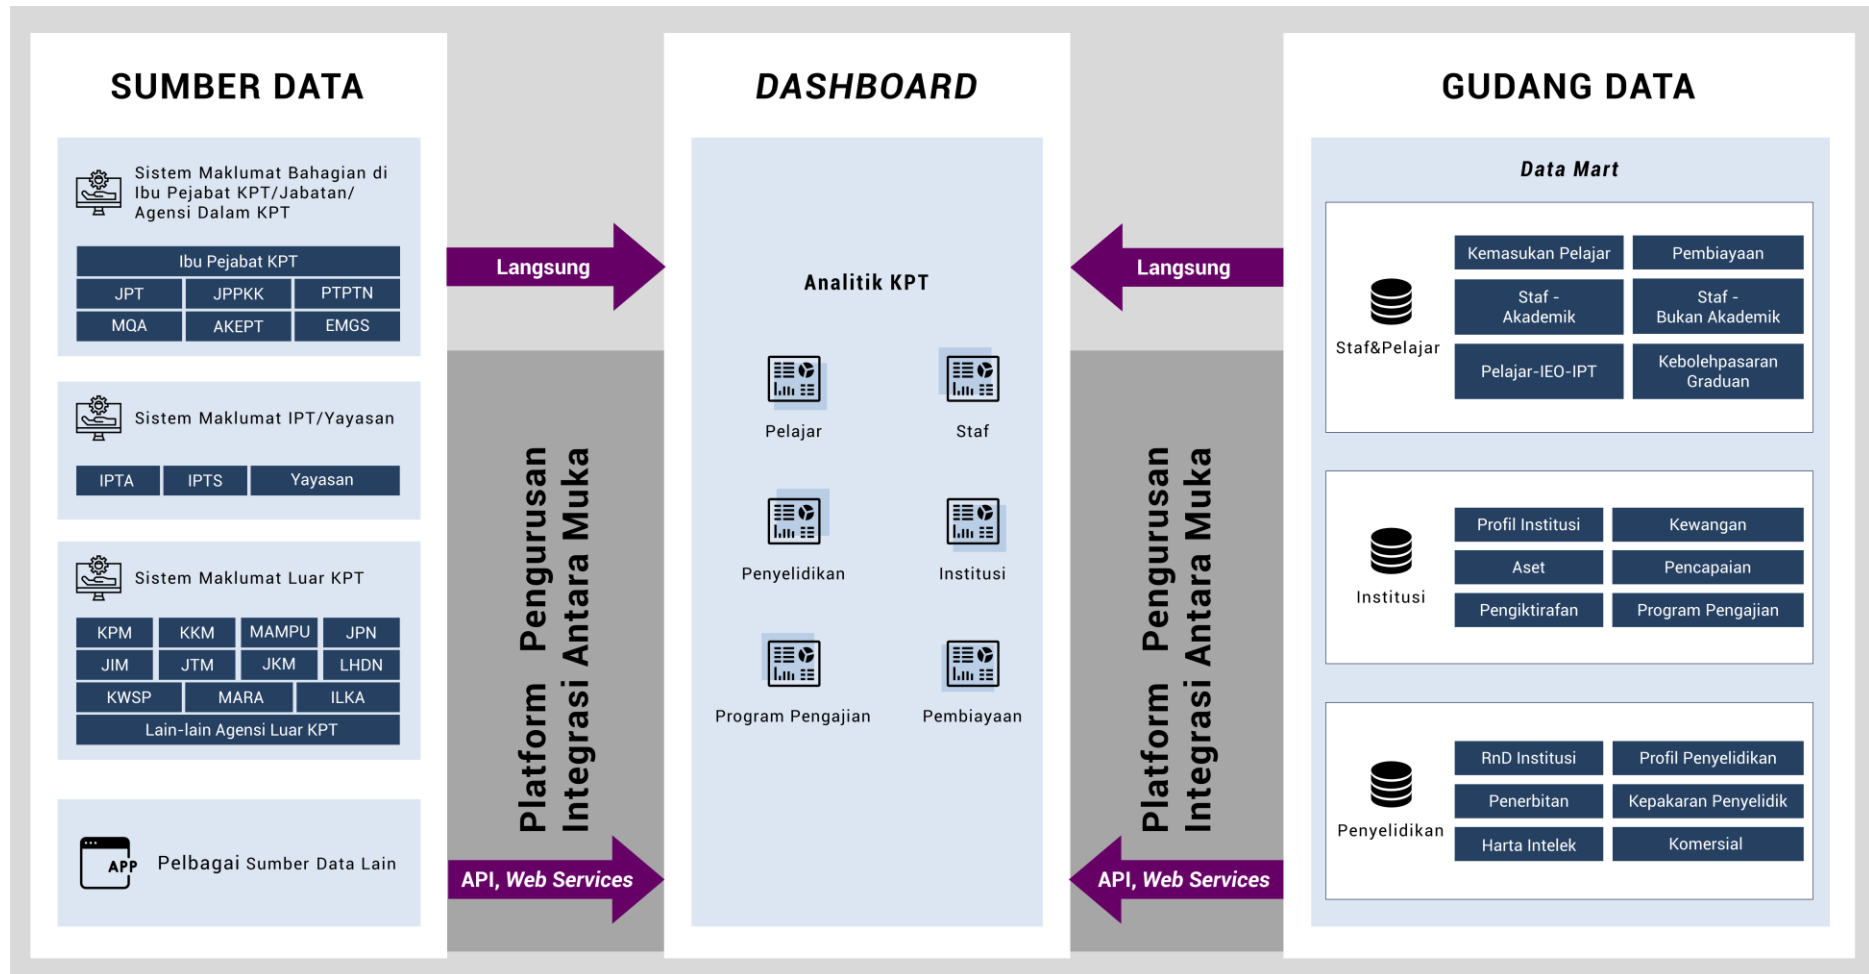 SUMBER DATA
Sistem Maklumat Bahagian di
Ibu Pejabat KPT/Jabatan/
Agensi Dalam KPT
Ibu Pejabat KPT
JPT
JPPKK
PTPTN
MQA
AKEPT
EMGS
Sistem Maklumat IPT/Yayasan
IPTA
IPTS
Yayasan
Sistem Maklumat Luar KPT
KPM
KKM
MAMPU
JPN
JIM
JTM
JKM
LHDN
KWSP
MARA
ILKA
Lain-lain Agensi Luar KPT
APP
Pelbagai Sumber Data Lain
Langsung
Platform Pengurusan
Integrasi Antara Muka
API, Web Services
DASHBOARD
Analitik KPT
Pelajar
Staf
Penyelidikan
Institusi
Program Pengajian
Pembiayaan
Langsung
Platform Pengurusan
Integrasi Antara Muka
API, Web Services
GUDANG DATA
Data Mart
Staf&Pelajar
Kemasukan Pelajar
Pembiayaan
Staf -
Akademik
Staf -
Bukan Akademik
Pelajar-IEO-IPT
Kebolehpasaran
Graduan
Institusi
Profil Institusi
Kewangan
Aset
Pencapaian
Pengiktirafan
Program Pengajian
Penyelidikan
RnD Institusi
Profil Penyelidikan
Penerbitan
Kepakaran Penyelidik
Harta Intelek
Komersial